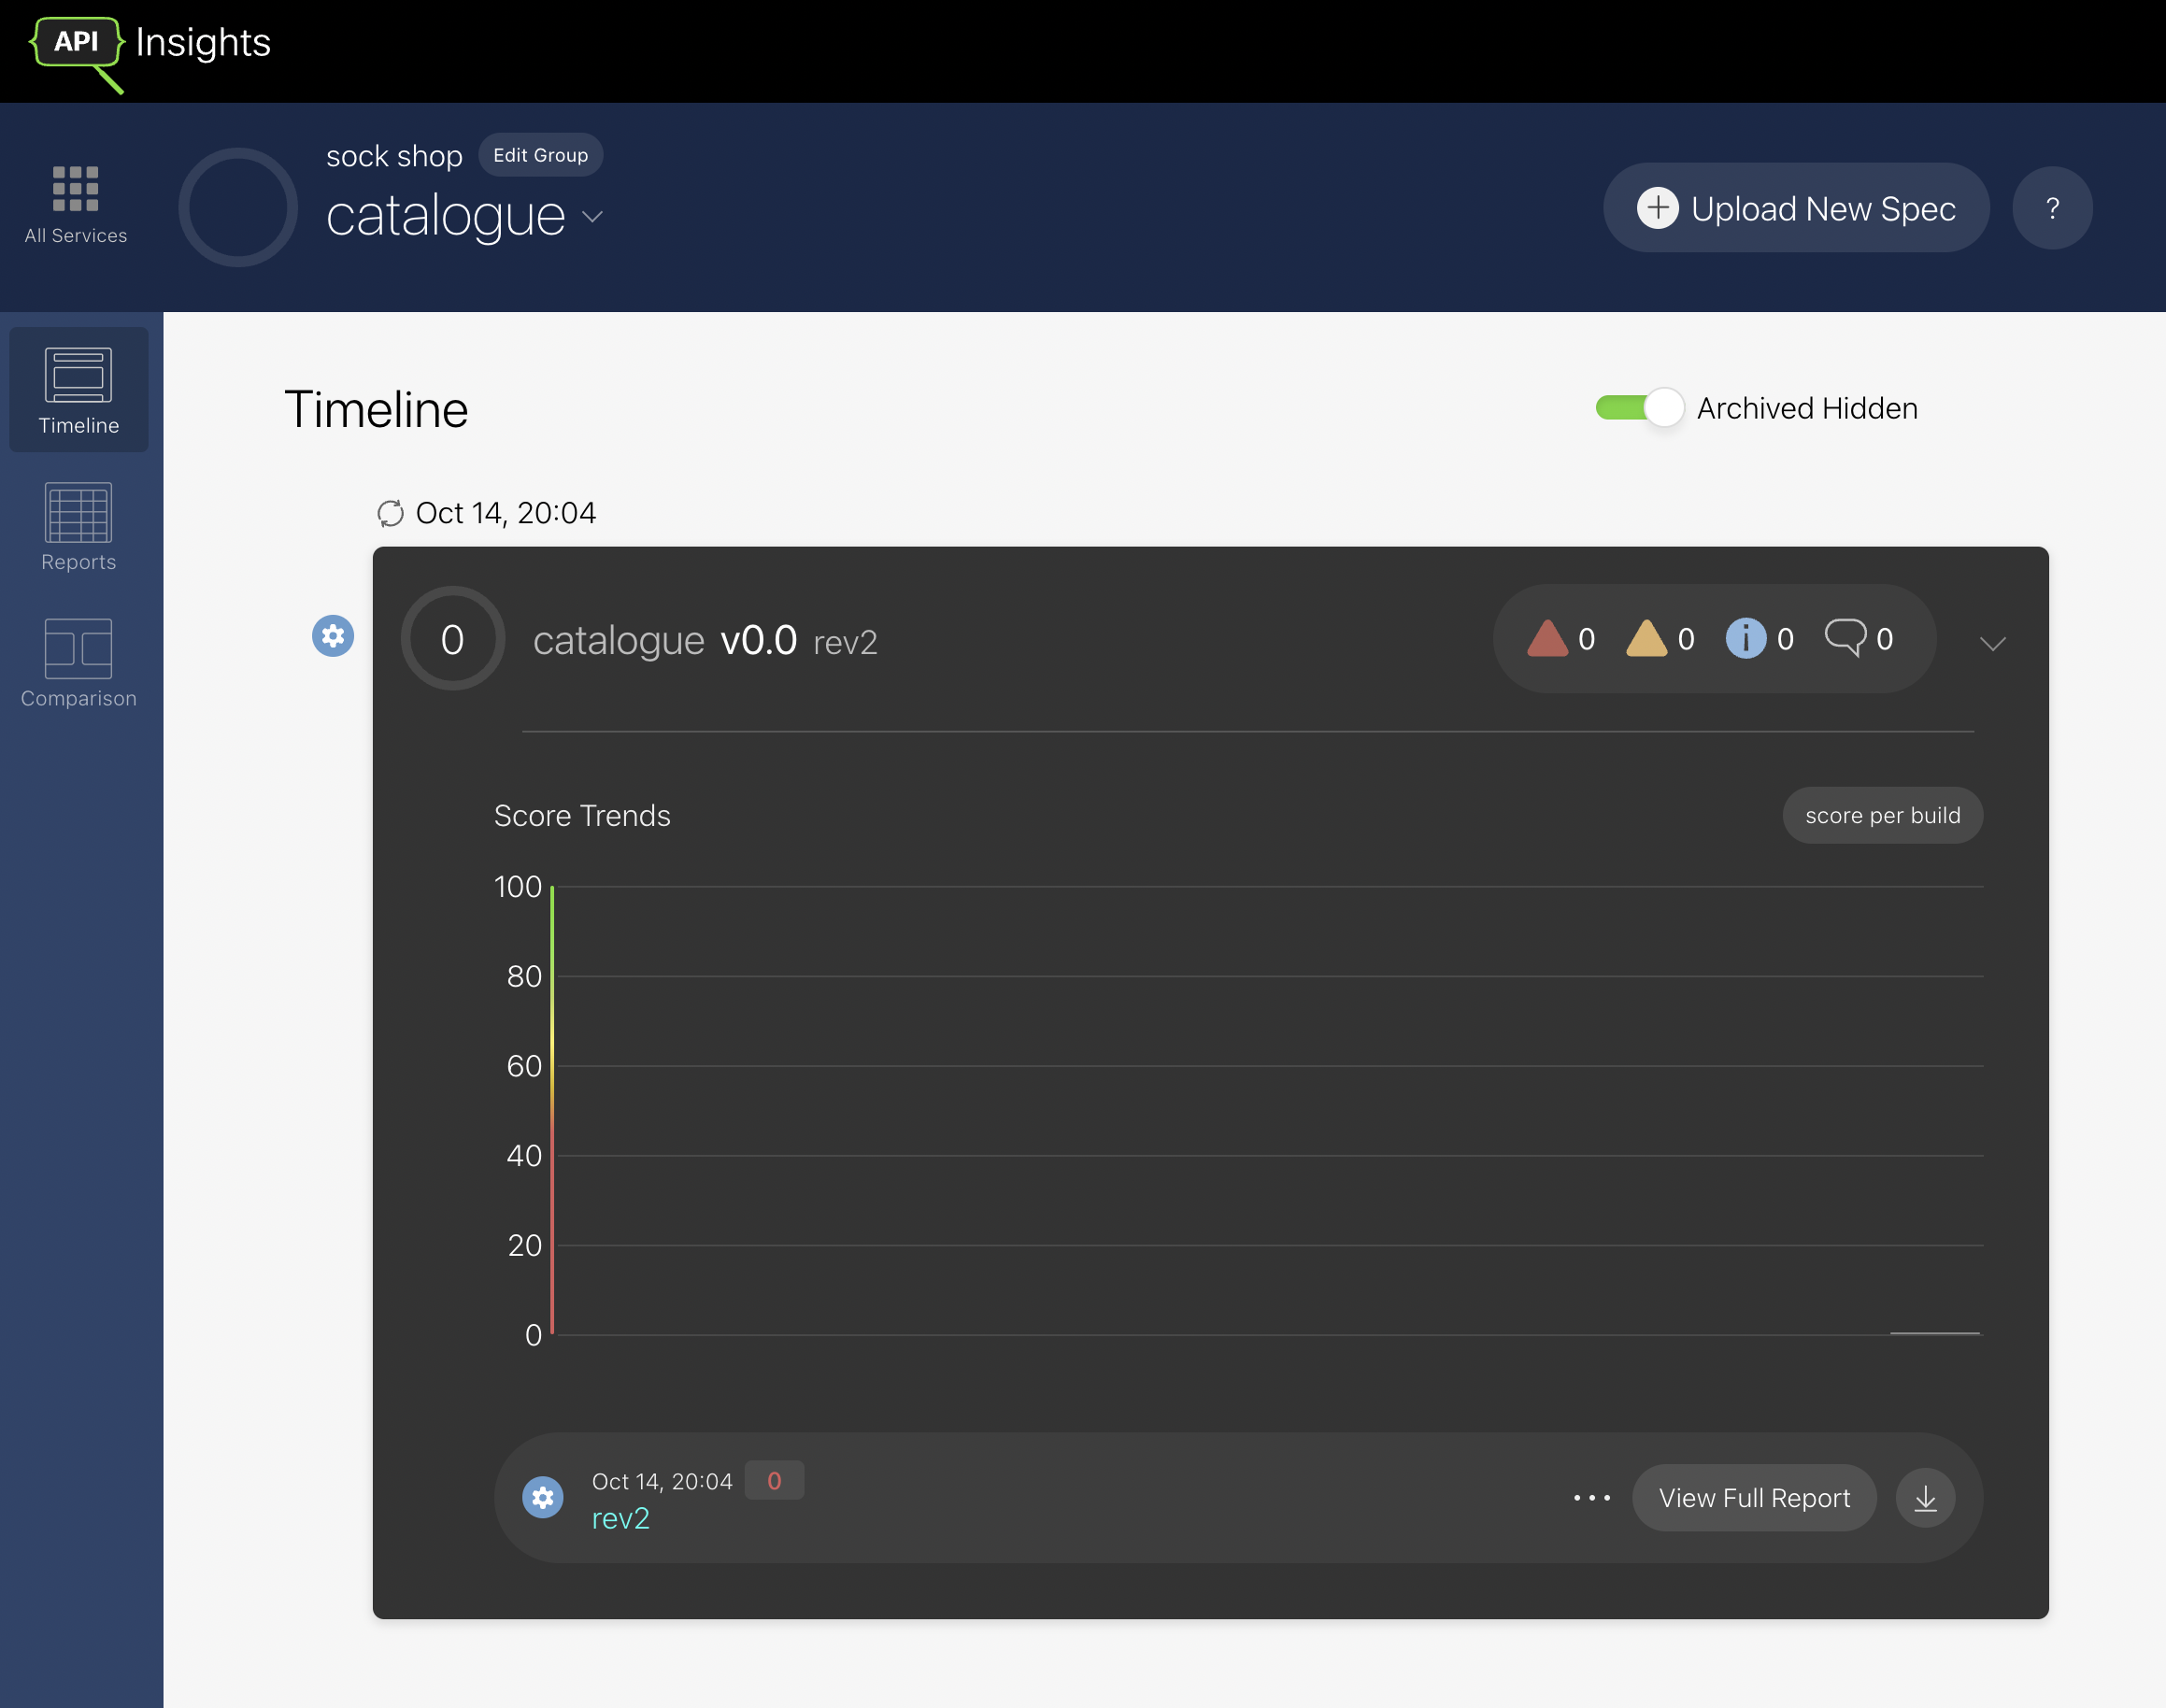 API Insights
sock shop Edit Group
catalogue
All Services
Upload New Spec
?
Timeline
Reports
Comparison
Timeline
Archived Hidden
Oct 14, 20:04
0 catalogue v0.0 rev2
0 0 0 0
Score Trends
score per build
100
80
60
40
20
0
Oct 14, 20:04 0
rev2
View Full Report